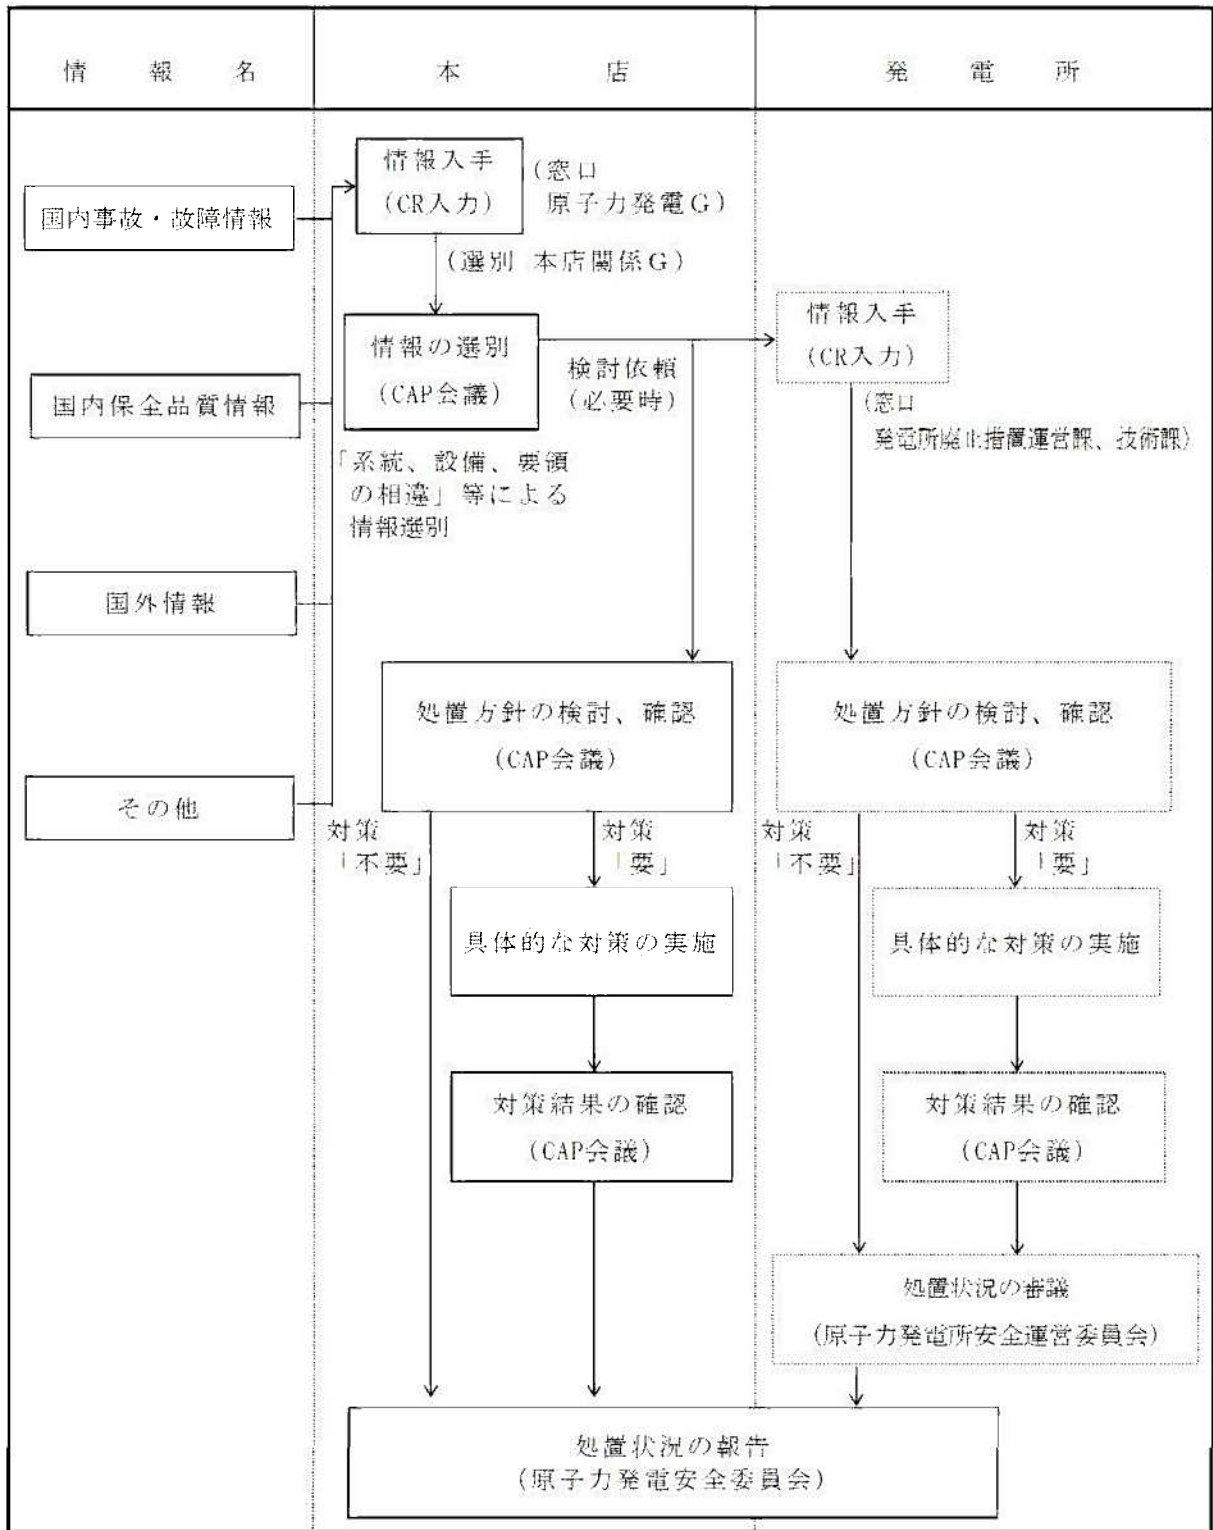 情報名
本店
発電所
国内事故・故障情報
国内保全品質情報
国外情報
その他
情報入手
(CR入力)
(窓口
原子力発電G)
(選別 本店関係G)
情報の選別
(CAP会議)
検討依頼
(必要時)
「系統、設備、要領
の相違」等による
情報選別
処置方針の検討、確認
(CAP会議)
対策
「不要」
対策
「要」
具体的な対策の実施
対策結果の確認
(CAP会議)
情報入手
(CR入力)
(窓口
発電所廃止措置運営課、技術課)
処置方針の検討、確認
(CAP会議)
対策
「不要」
対策
「要」
具体的な対策の実施
対策結果の確認
(CAP会議)
処置状況の審議
(原子力発電所安全運営委員会)
処置状況の報告
(原子力発電安全委員会)